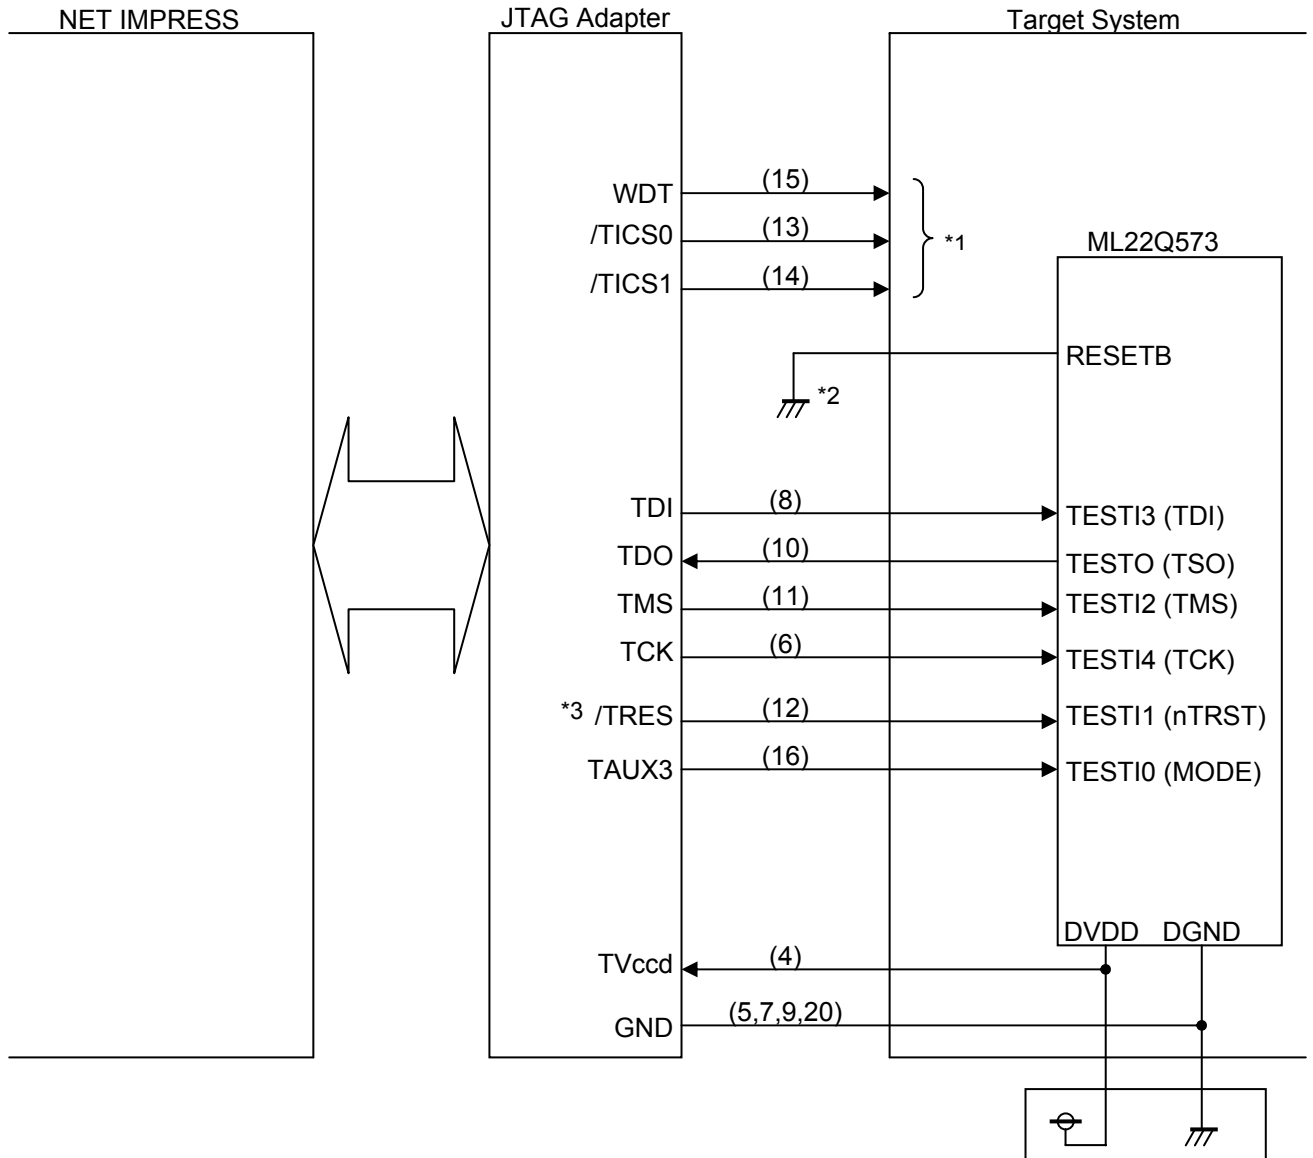 NET IMPRESS
JTAG Adapter
Target System
WDT
(15)
/TICS0
(13)
*1
ML22Q573
/TICS1
(14)
RESETB
*2
TDI
(8)
TESTI3 (TDI)
TDO
(10)
TESTO (TSO)
TMS
(11)
TESTI2 (TMS)
TCK
(6)
TESTI4 (TCK)
*3 /TRES
(12)
TESTI1 (nTRST)
TAUX3
(16)
TESTI0 (MODE)
DVDD DGND
TVccd
(4)
GND
(5,7,9,20)